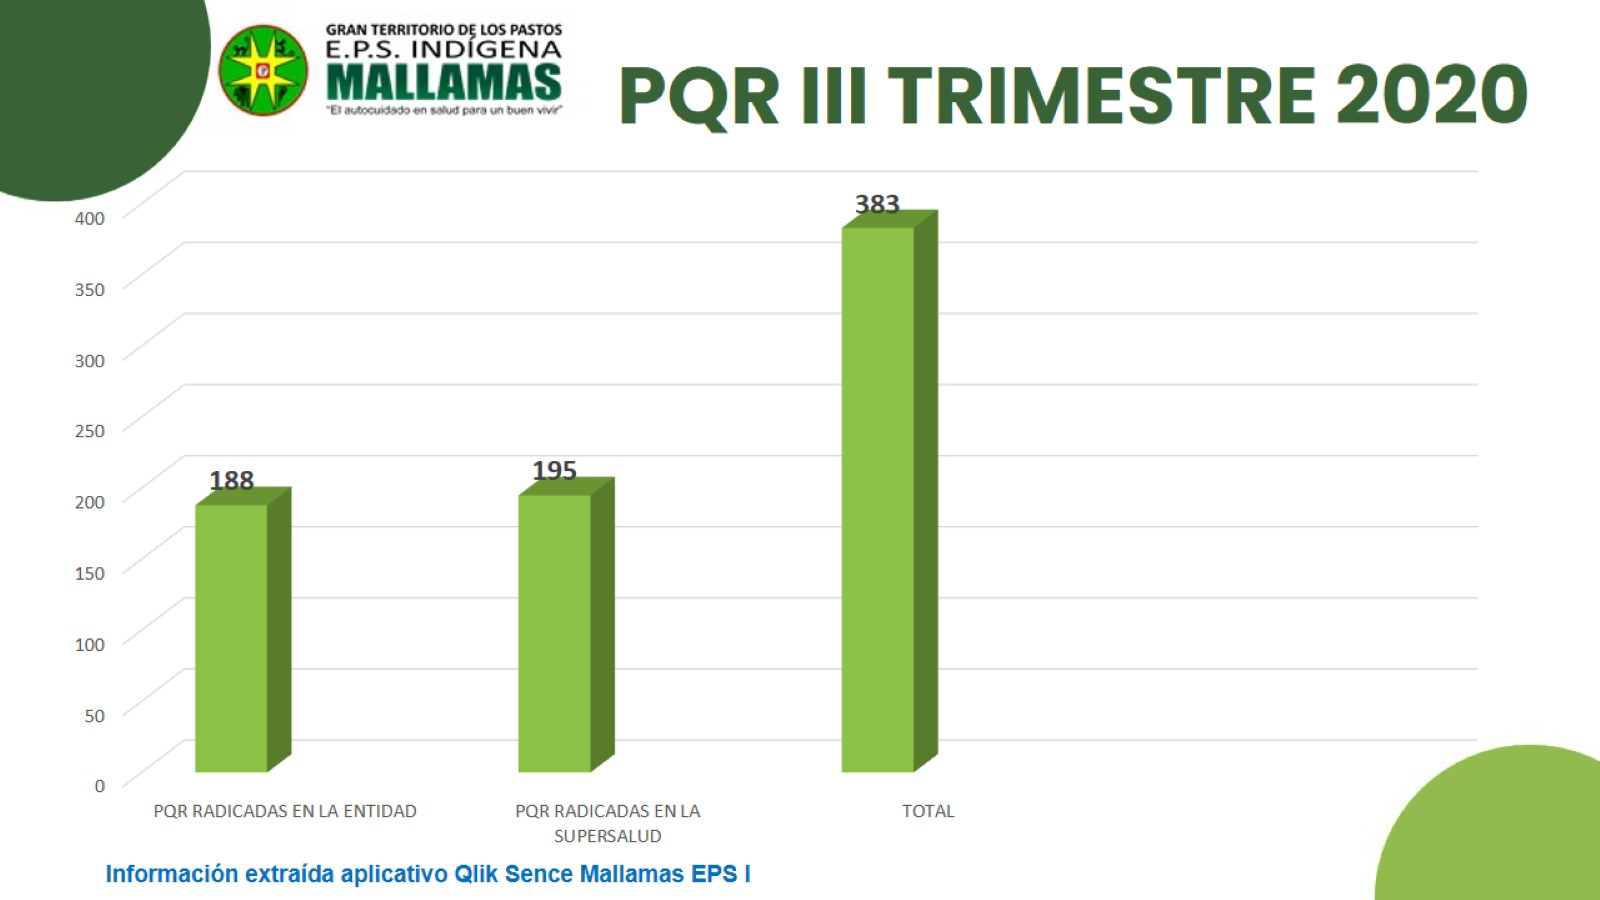 GRAN TERRITORIO DE LOS PASTOS
E.P.S. INDÍGENA
MALLAMAS
"El autocuidado en salud para un buen vivir"
PQR III TRIMESTRE 2020
400
350
300
250
200
150
100
50
0
188
195
383
PQR RADICADAS EN LA ENTIDAD
PQR RADICADAS EN LA
SUPERSALUD
TOTAL
Información extraída aplicativo Qlik Sence Mallamas EPS I